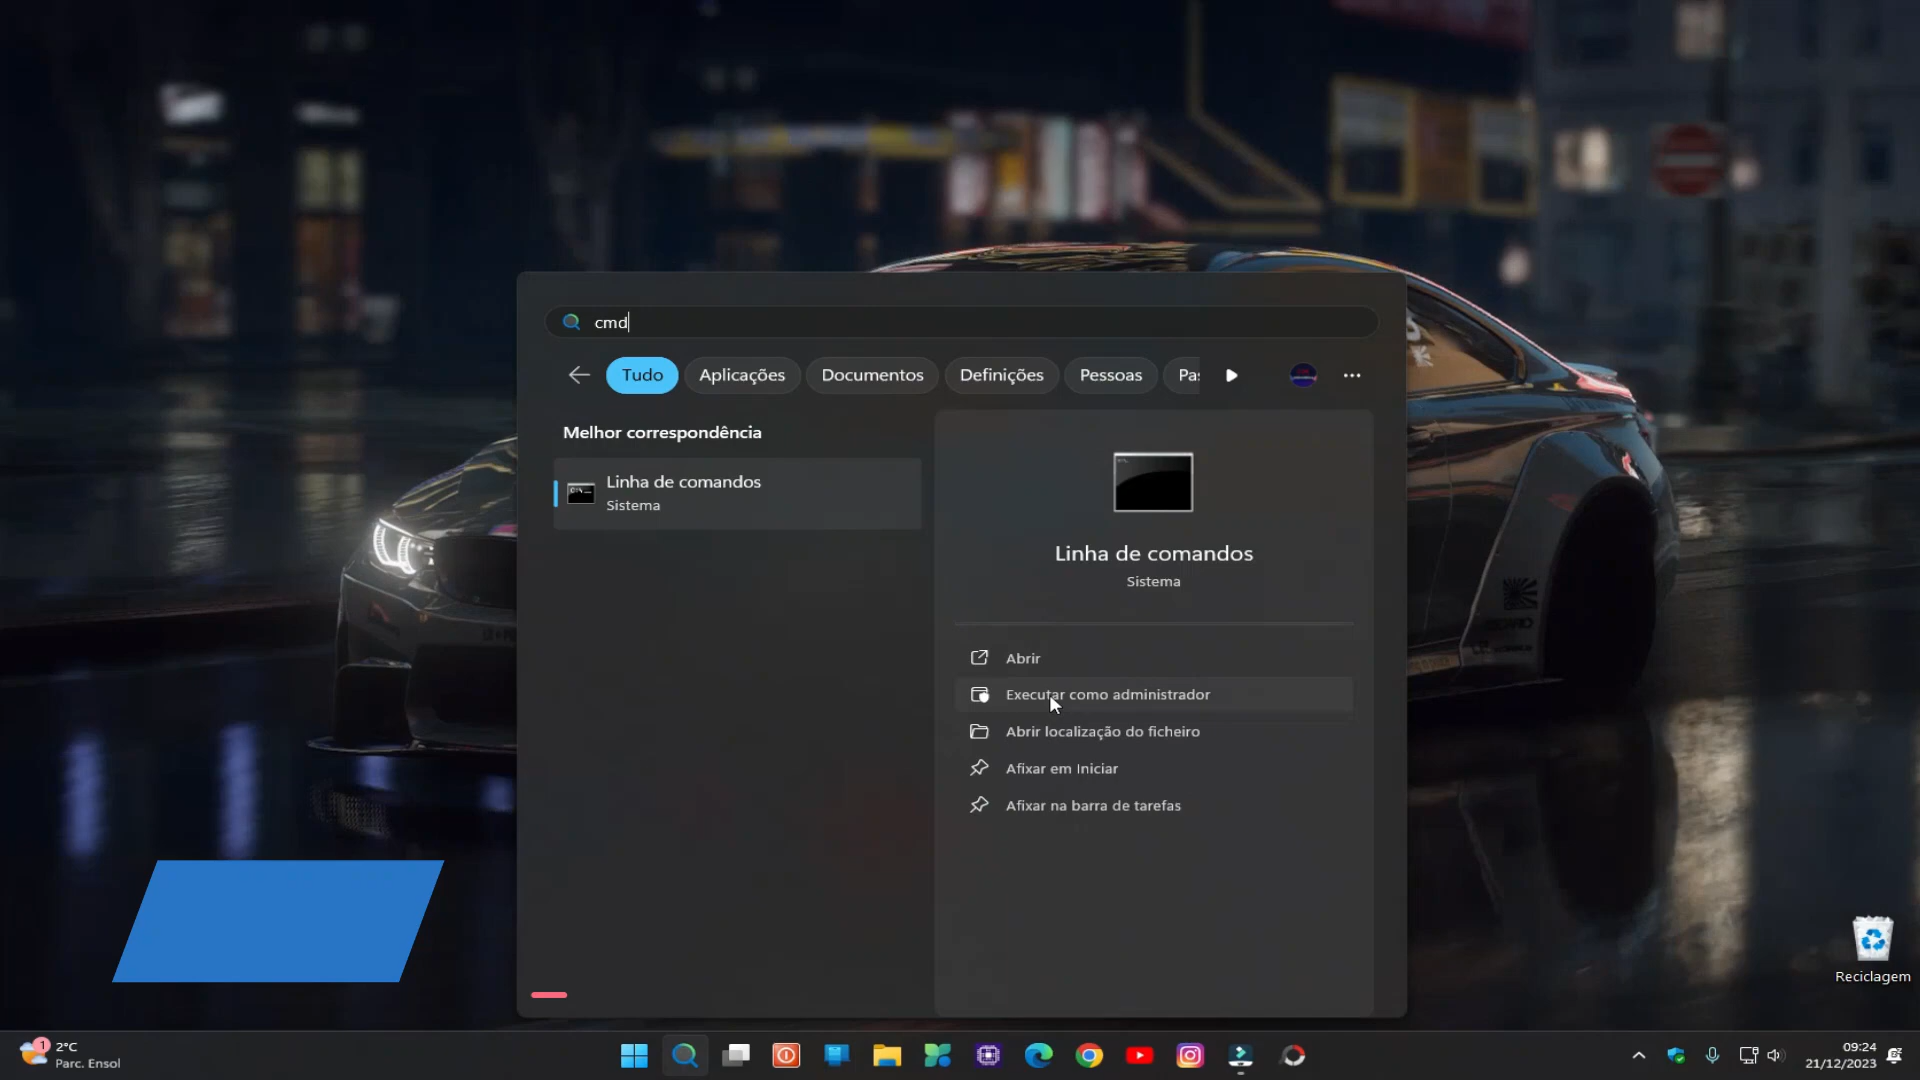 cmd
Tudo
Aplicações
Documentos
Definições
Pessoas
Melhor correspondência
Linha de comandos
Sistema
Linha de comandos
Sistema
Abrir
Executar como administrador
Abrir localização do ficheiro
Afixar em Iniciar
Afixar na barra de tarefas
Reciclagem
1
2°C
Parc. Ensol
09:24
21/12/2023